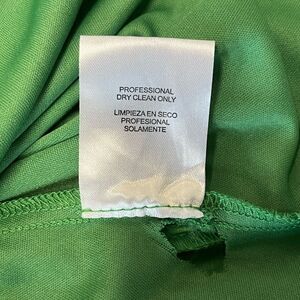 PROFESSIONAL
DRY CLEAN ONLY
LIMPIEZA EN SECO
PROFESIONAL
SOLAMENTE